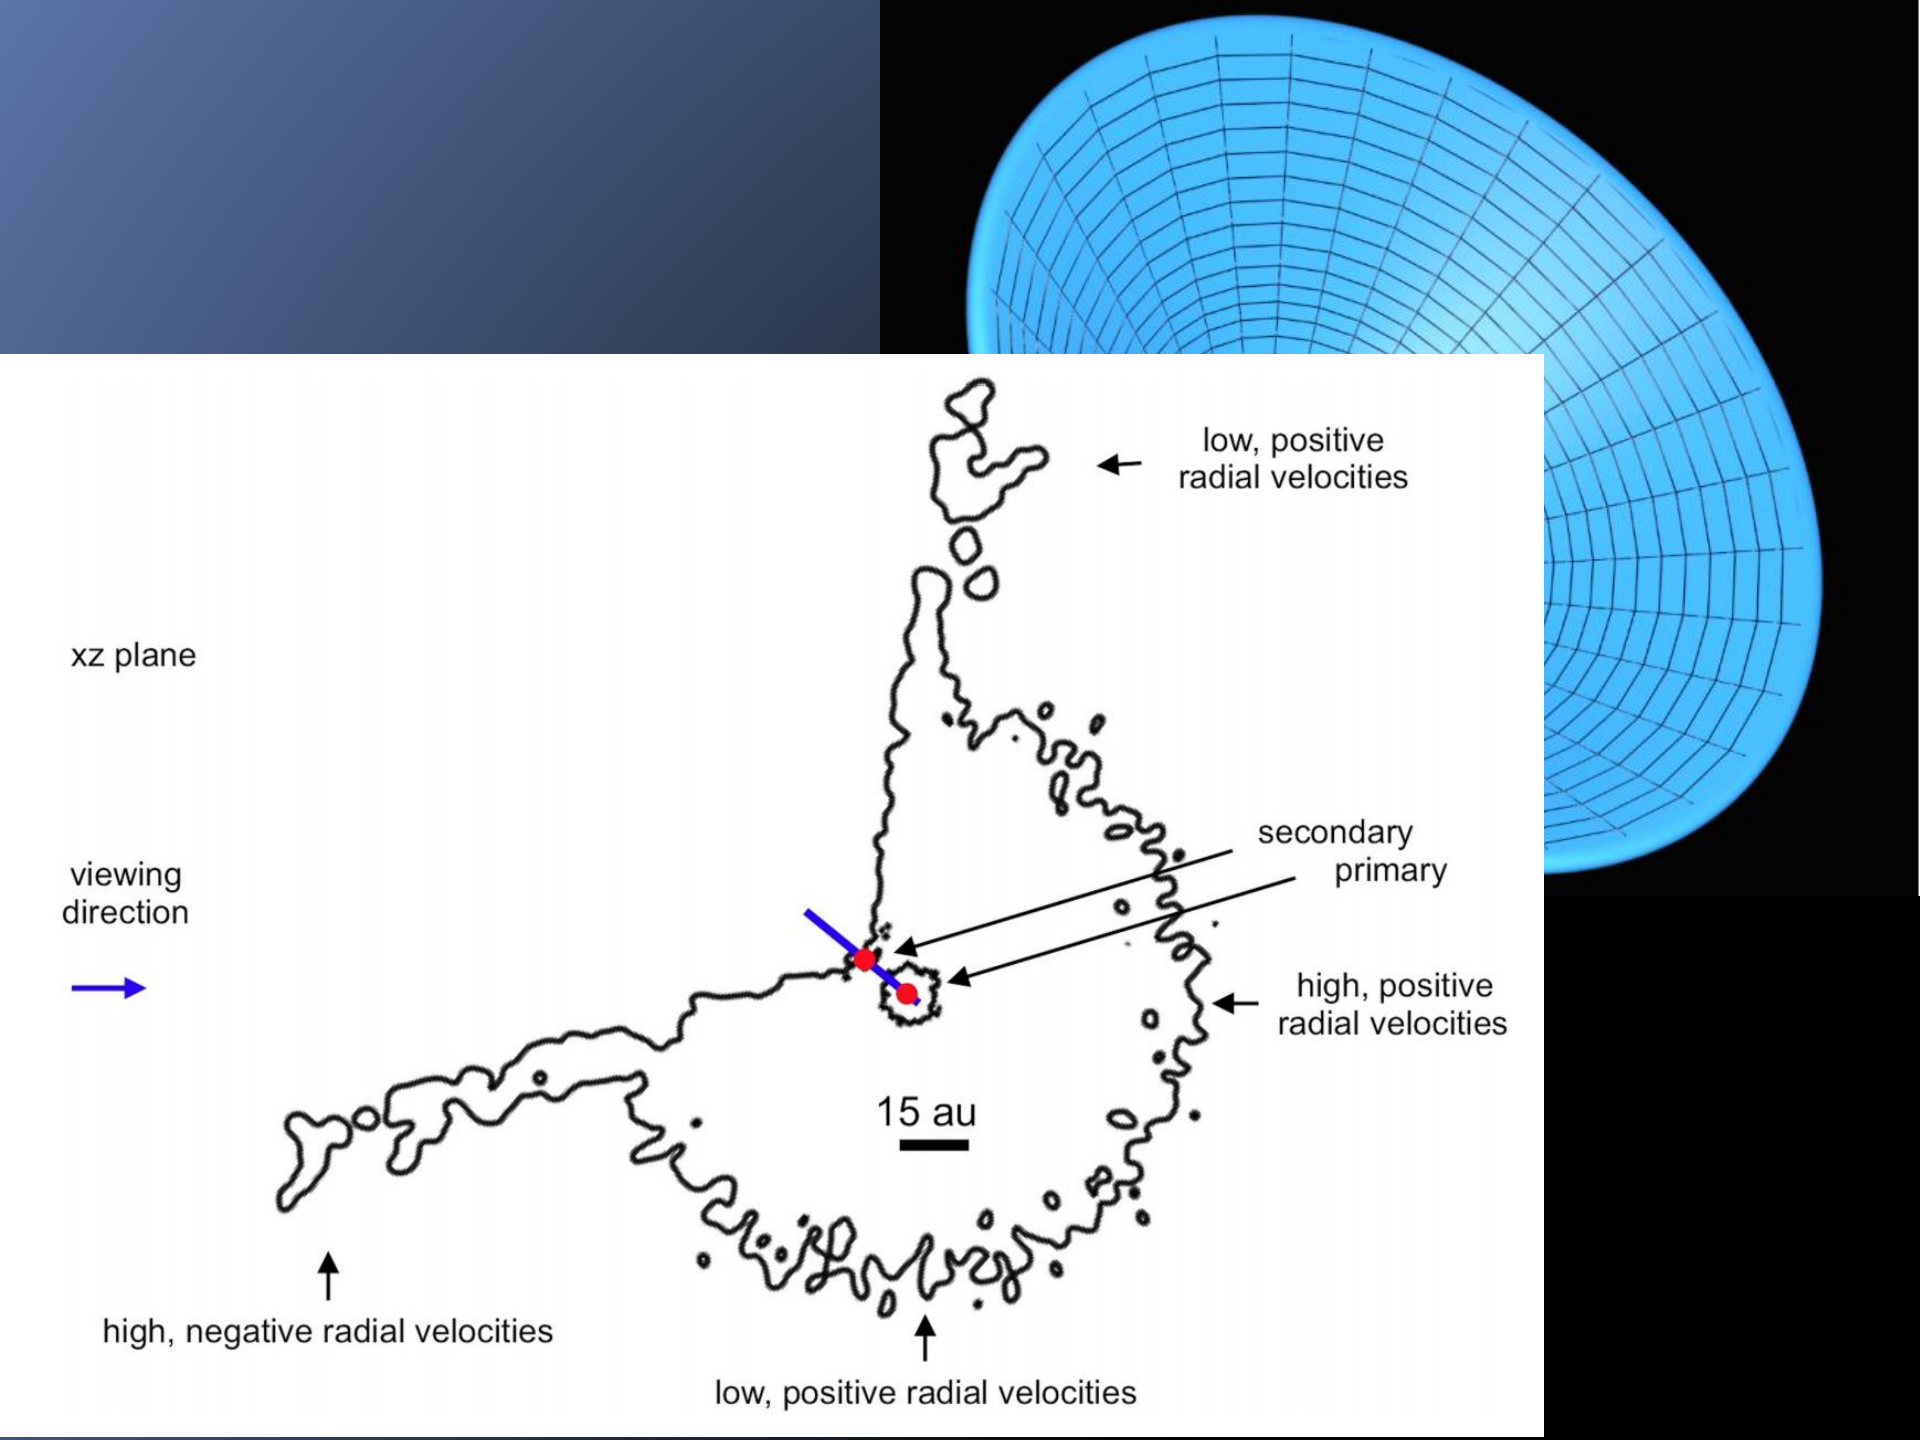 low, positive
radial velocities
xz plane
secondary
primary
viewing
direction
high, positive
radial velocities
15 au
high, negative radial velocities
low, positive radial velocities